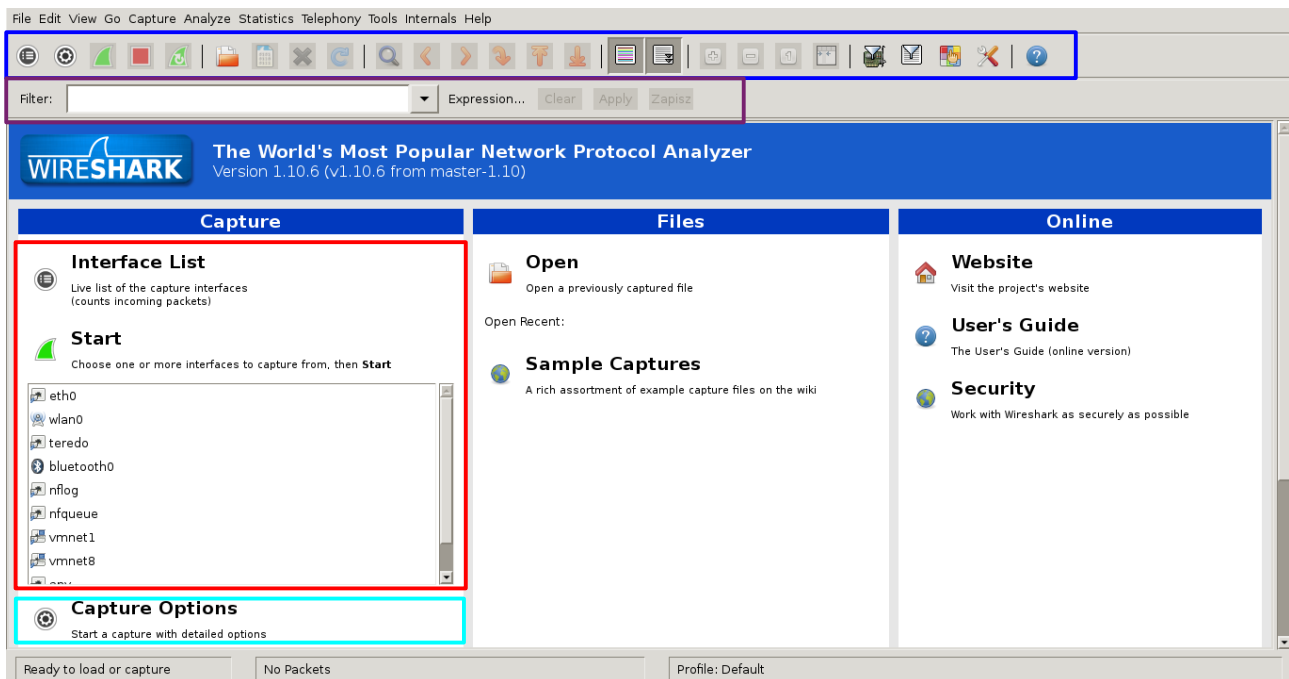 File Edit View Go Capture Analyze Statistics Telephony Tools Internals Help
Filter:
Expression... Clear Apply Zapisz
WIRESHARK
The World's Most Popular Network Protocol Analyzer
Version 1.10.6 (v1.10.6 from master-1.10)
Capture
Interface List
Live list of the capture interfaces
(counts incoming packets)
Start
Choose one or more interfaces to capture from, then Start
eth0
wlan0
teredo
bluetooth0
nflog
nfqueue
vmnet1
vmnet8
Capture Options
Start a capture with detailed options
Files
Open
Open a previously captured file
Open Recent:
Sample Captures
A rich assortment of example capture files on the wiki
Online
Website
Visit the project's website
User's Guide
The User's Guide (online version)
Security
Work with Wireshark as securely as possible
Ready to load or capture
No Packets
Profile: Default